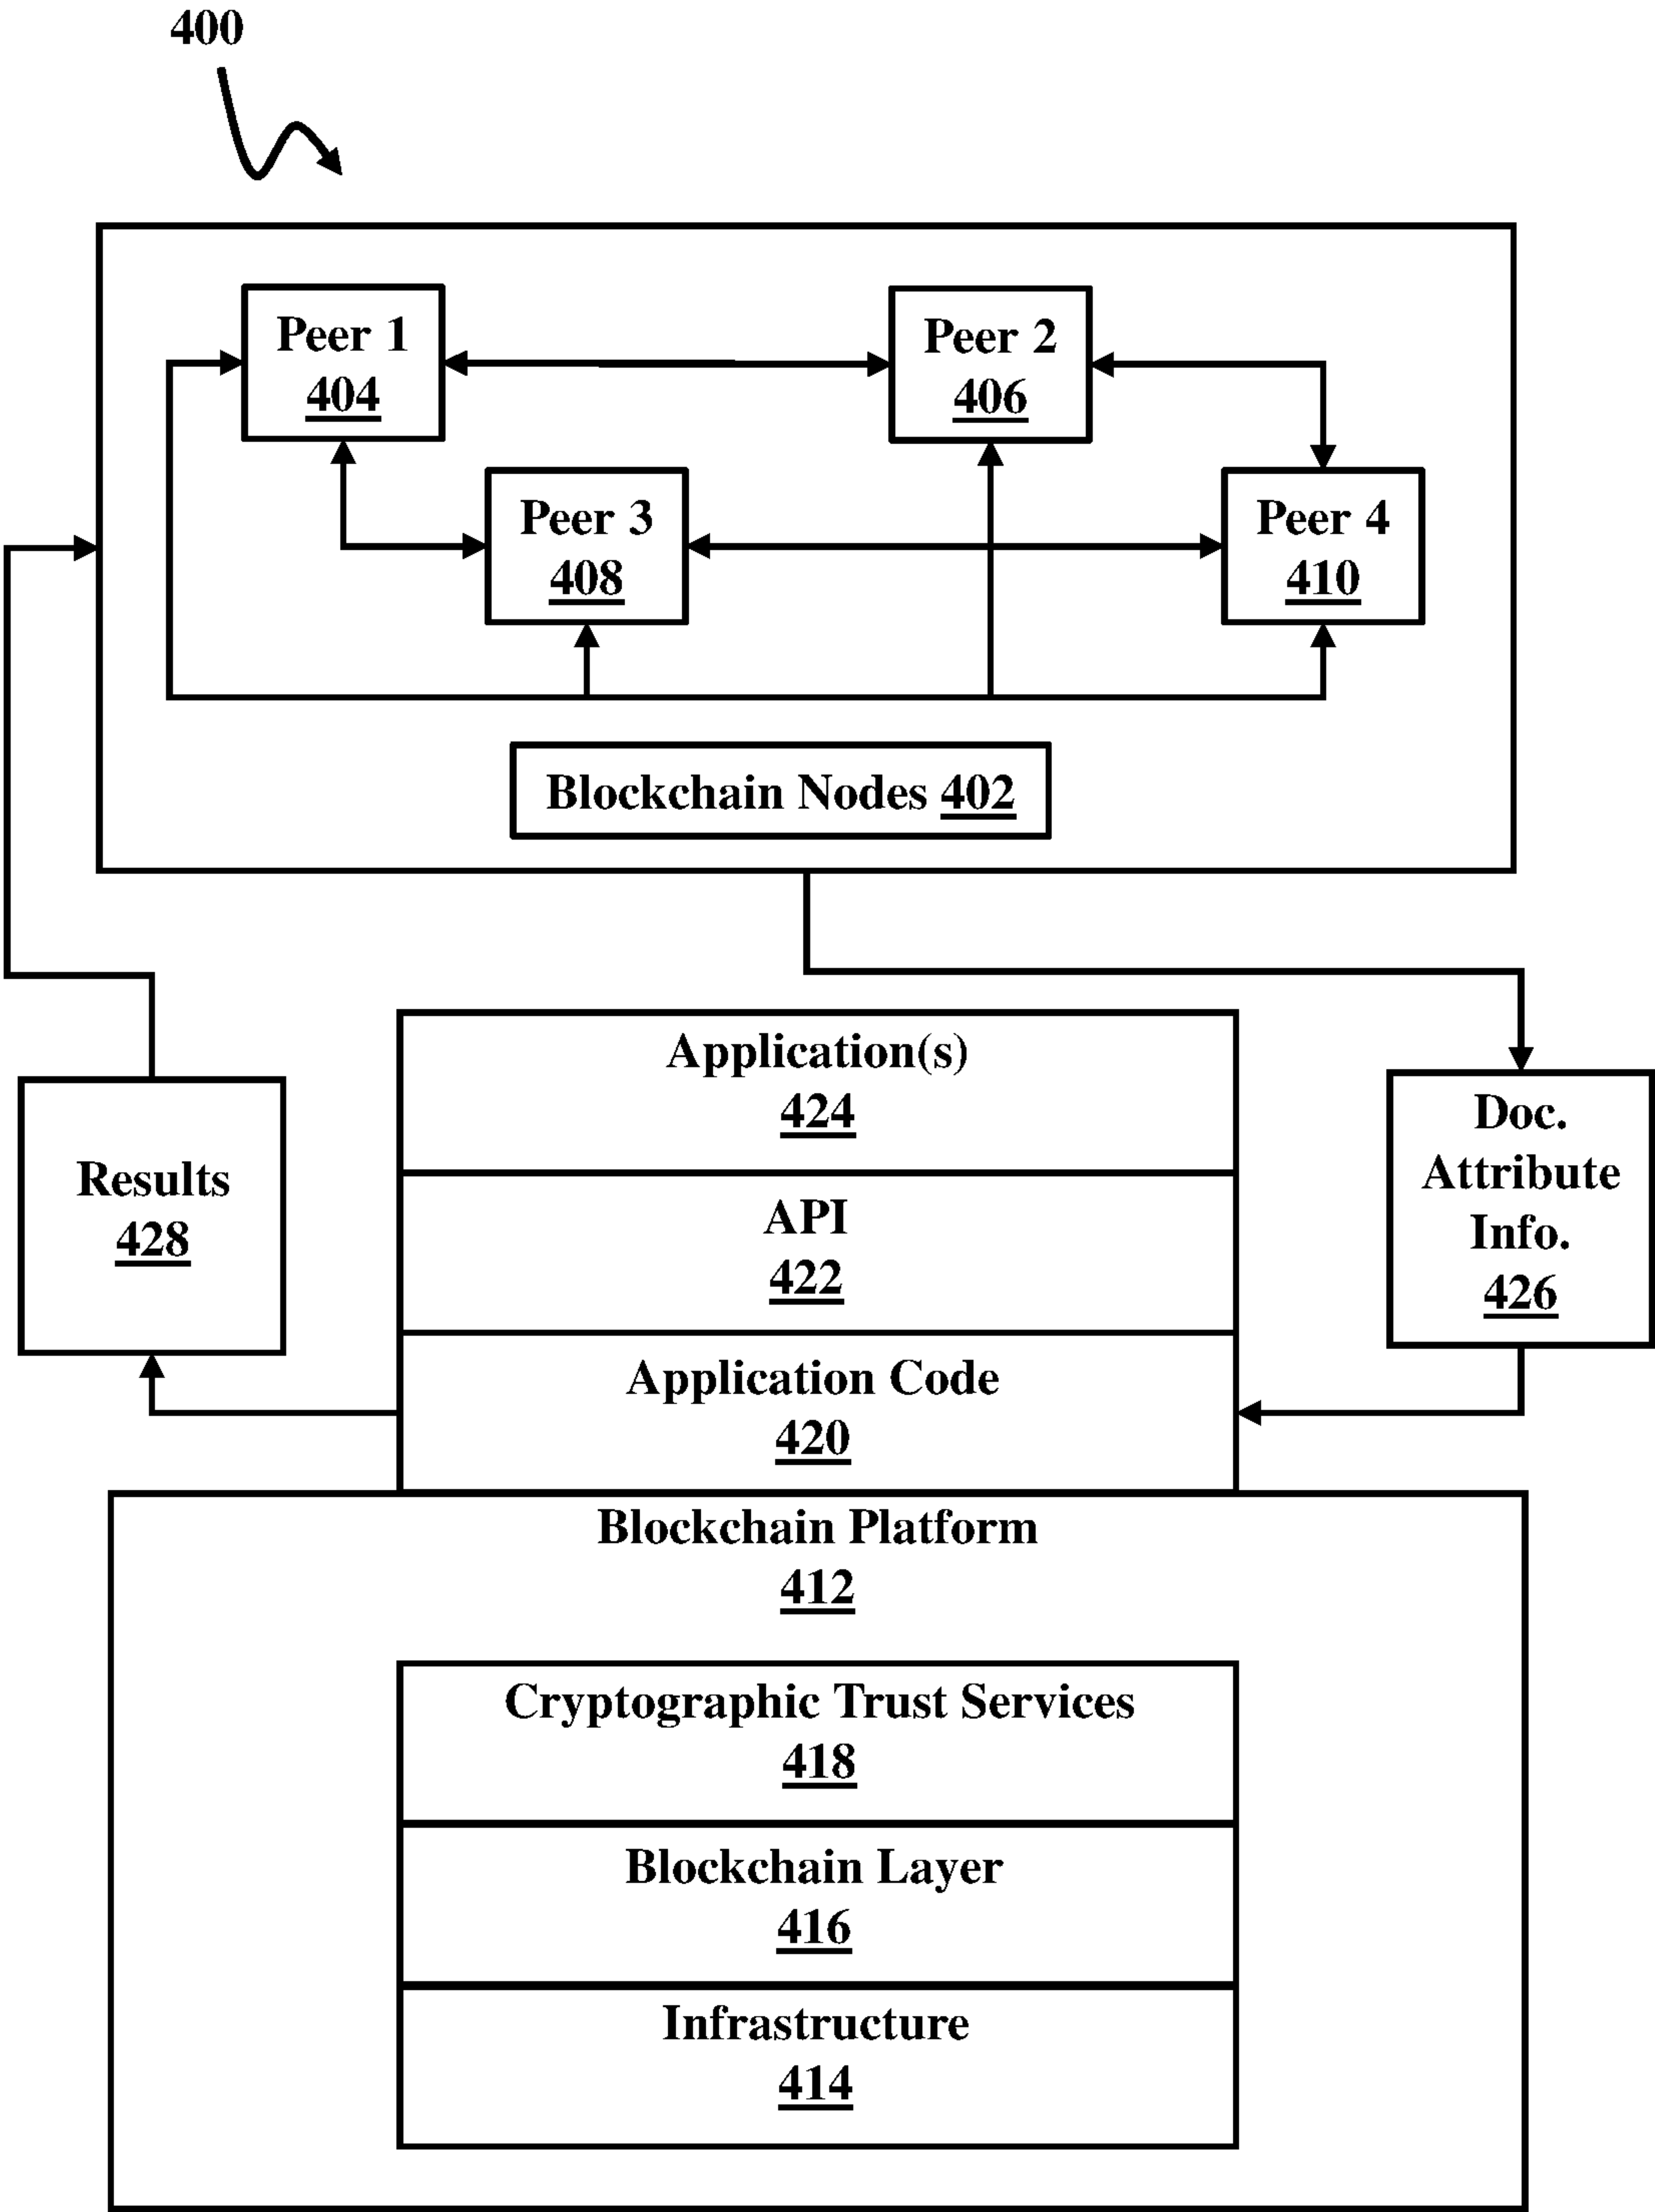 400
Peer 1
404
Peer 2
406
Peer 3
408
Peer 4
410
Blockchain Nodes 402
Application(s)
424
API
422
Application Code
420
Results
428
Doc.
Attribute
Info.
426
Blockchain Platform
412
Cryptographic Trust Services
418
Blockchain Layer
416
Infrastructure
414